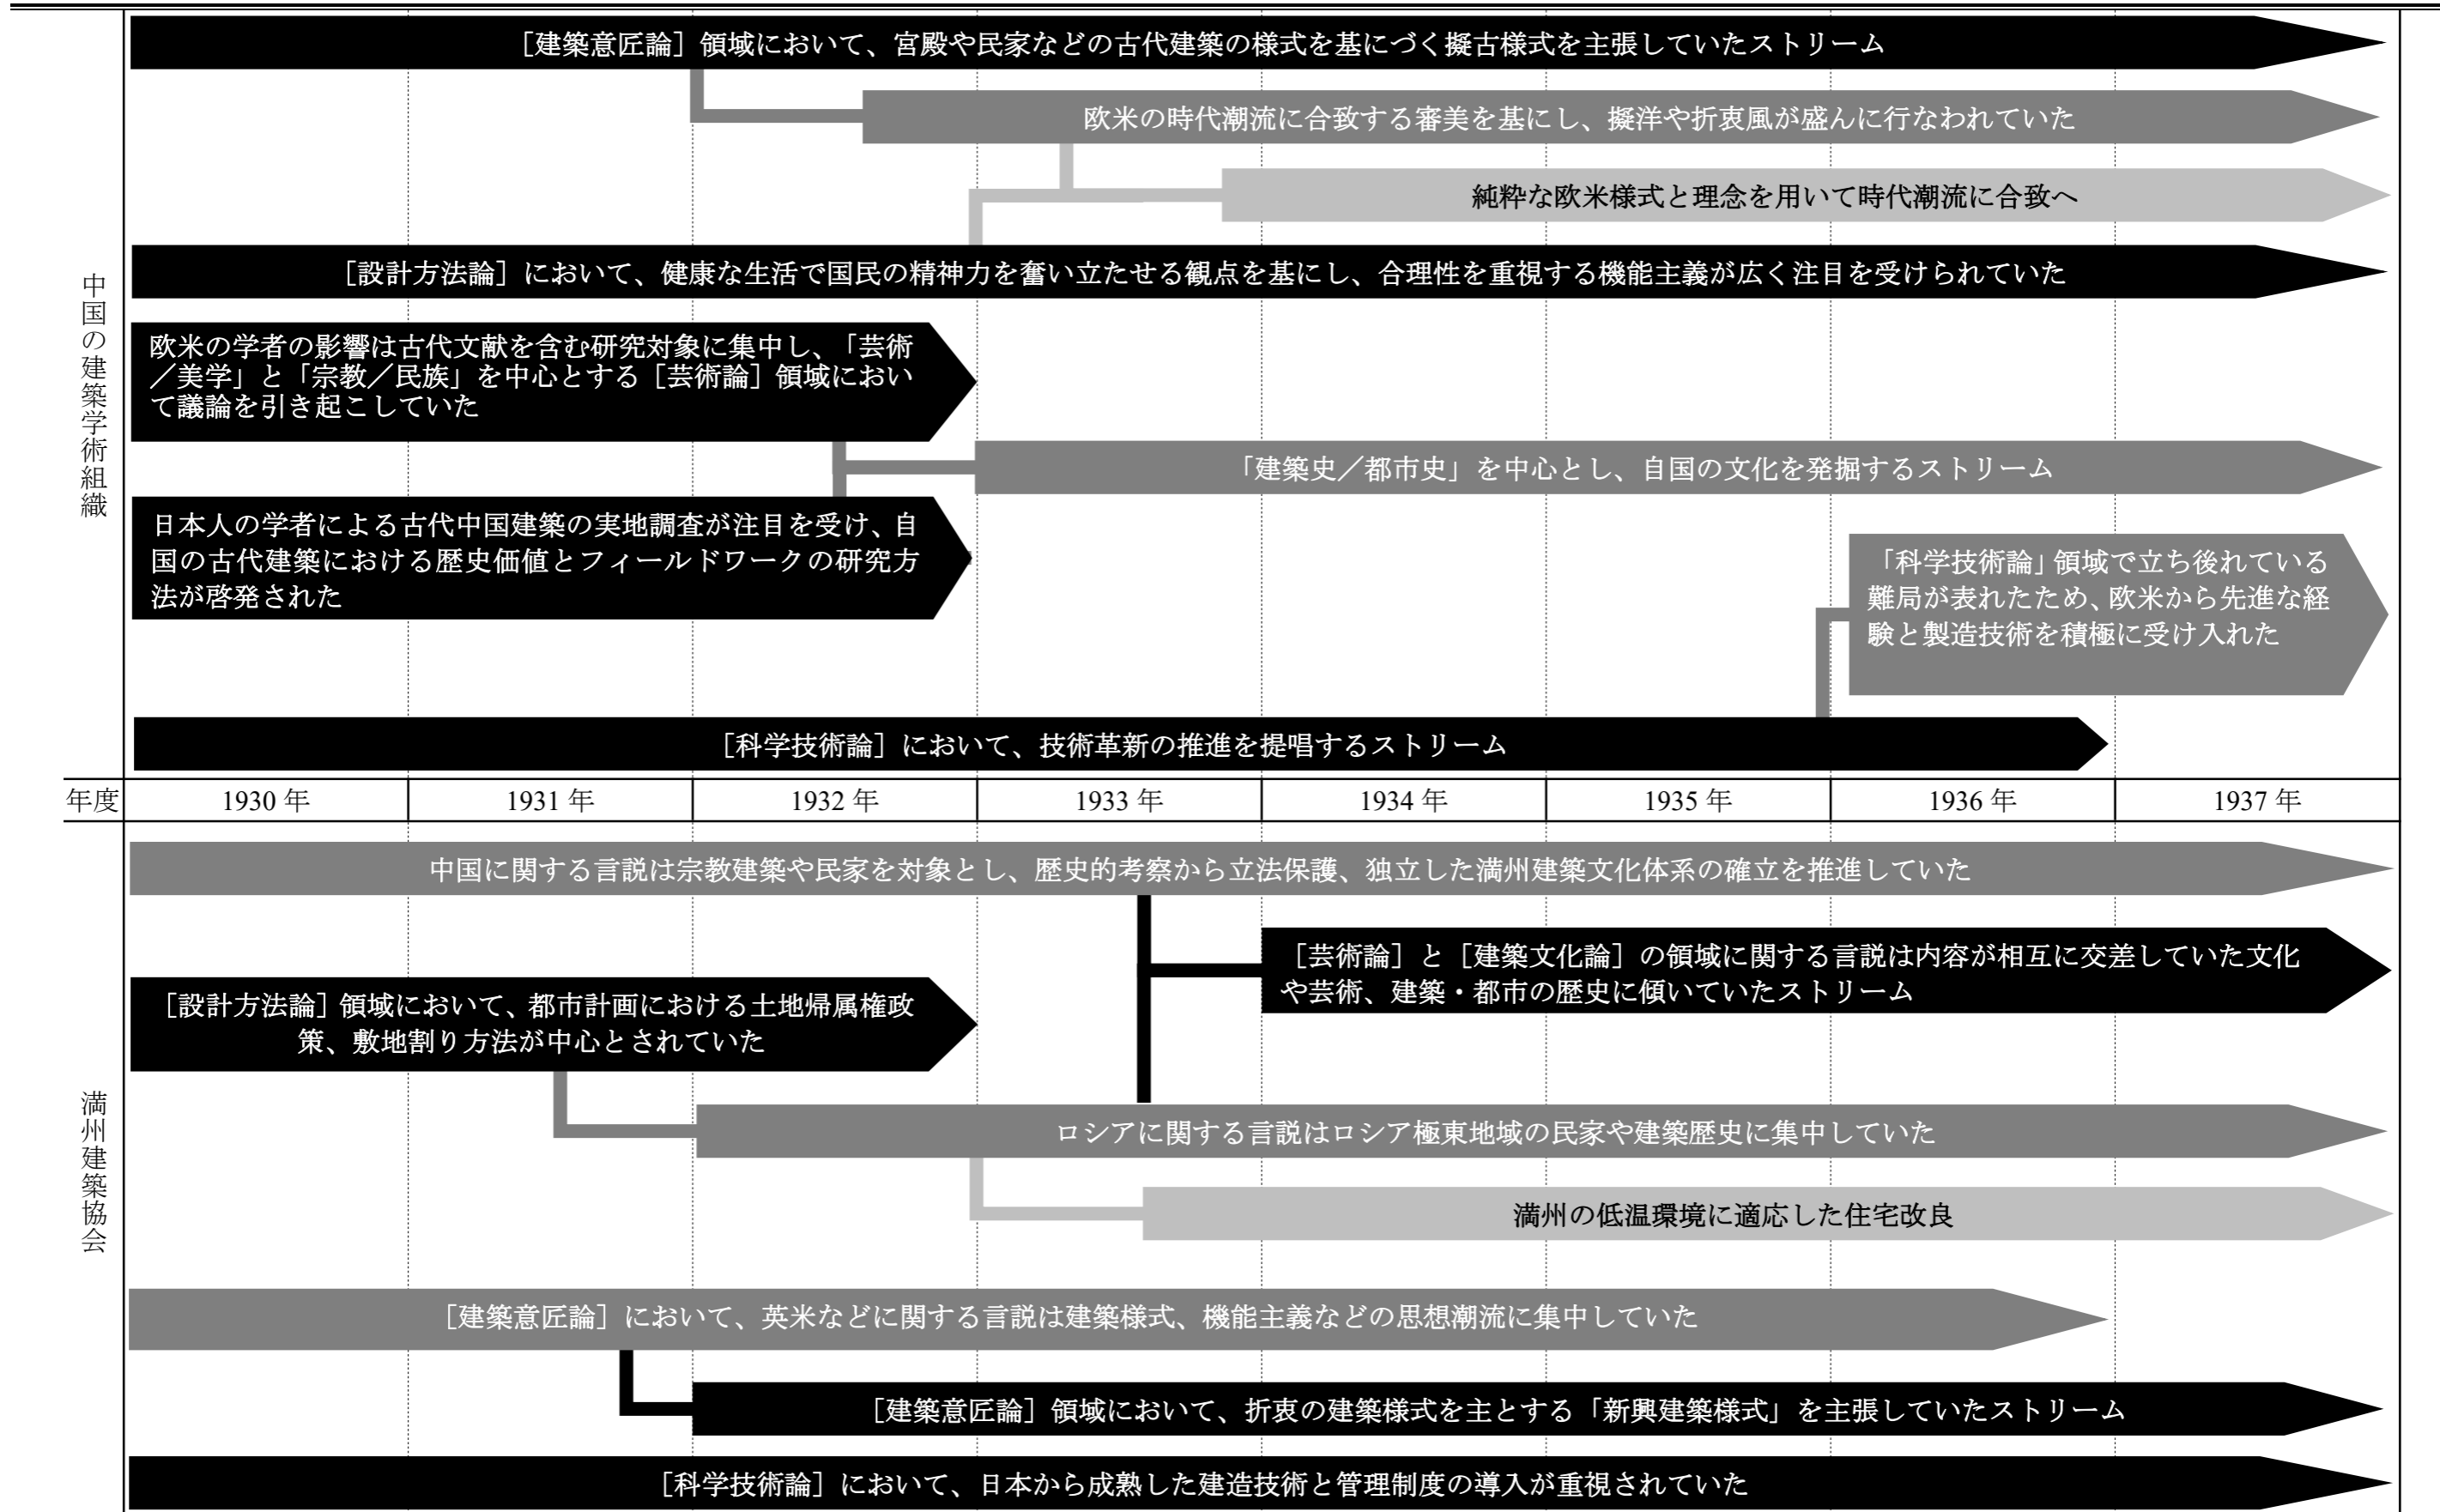 ［建築意匠論］領域において、宮殿や民家などの古代建築の様式を基にづく擬古様式を主張していたストリーム
欧米の時代潮流に合致する審美を基にし、擬洋や折衷風が盛んに行なわれていた
純粋な欧米様式と理念を用いて時代潮流に合致へ
［設計方法論］において、健康な生活で国民の精神力を奮い立たせる観点を基にし、合理性を重視する機能主義が広く注目を受けられていた
中国の建築学術組織
欧米の学者の影響は古代文献を含む研究対象に集中し、「芸術
／美学」と「宗教／民族」を中心とする［芸術論］領域におい
て議論を引き起こしていた
「建築史／都市史」を中心とし、自国の文化を発掘するストリーム
日本人の学者による古代中国建築の実地調査が注目を受け、自
国の古代建築における歴史価値とフィールドワークの研究方
法が啓発された
「科学技術論」領域で立ち後れている
難局が表れたため、欧米から先進な経
験と製造技術を積極に受け入れた
［科学技術論］において、技術革新の推進を提唱するストリーム
年度 1930 年 1931 年 1932 年 1933 年 1934 年 1935 年 1936 年 1937 年
中国に関する言説は宗教建築や民家を対象とし、歴史的考察から立法保護、独立した満州建築文化体系の確立を推進していた
［芸術論］と［建築文化論］の領域に関する言説は内容が相互に交差していた文化
や芸術、建築・都市の歴史に傾いていたストリーム
［設計方法論］領域において、都市計画における土地帰属権政
策、敷地割り方法が中心とされていた
満州建築協会
ロシアに関する言説はロシア極東地域の民家や建築歴史に集中していた
満州の低温環境に適応した住宅改良
［建築意匠論］において、英米などに関する言説は建築様式、機能主義などの思想潮流に集中していた
［建築意匠論］領域において、折衷の建築様式を主とする「新興建築様式」を主張していたストリーム
［科学技術論］において、日本から成熟した建造技術と管理制度の導入が重視されていた